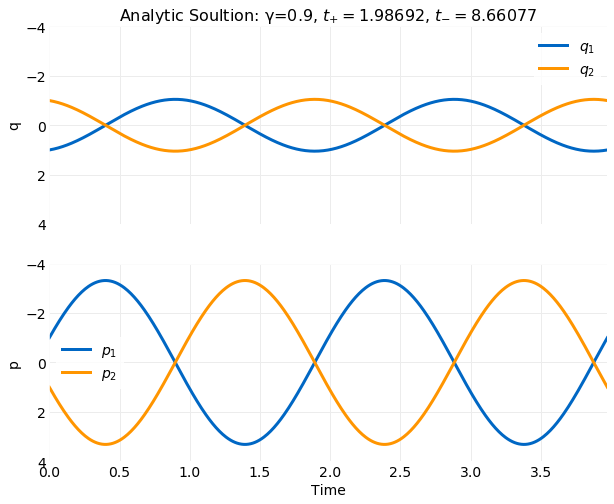 Analytic Soultion: γ=0.9, t₊ = 1.98692, t₋ = 8.66077
−4
−2
0
2
4
q
q₁
q₂
−4
−2
0
2
4
p
p₁
p₂
0.0 0.5 1.0 1.5 2.0 2.5 3.0 3.5
Time